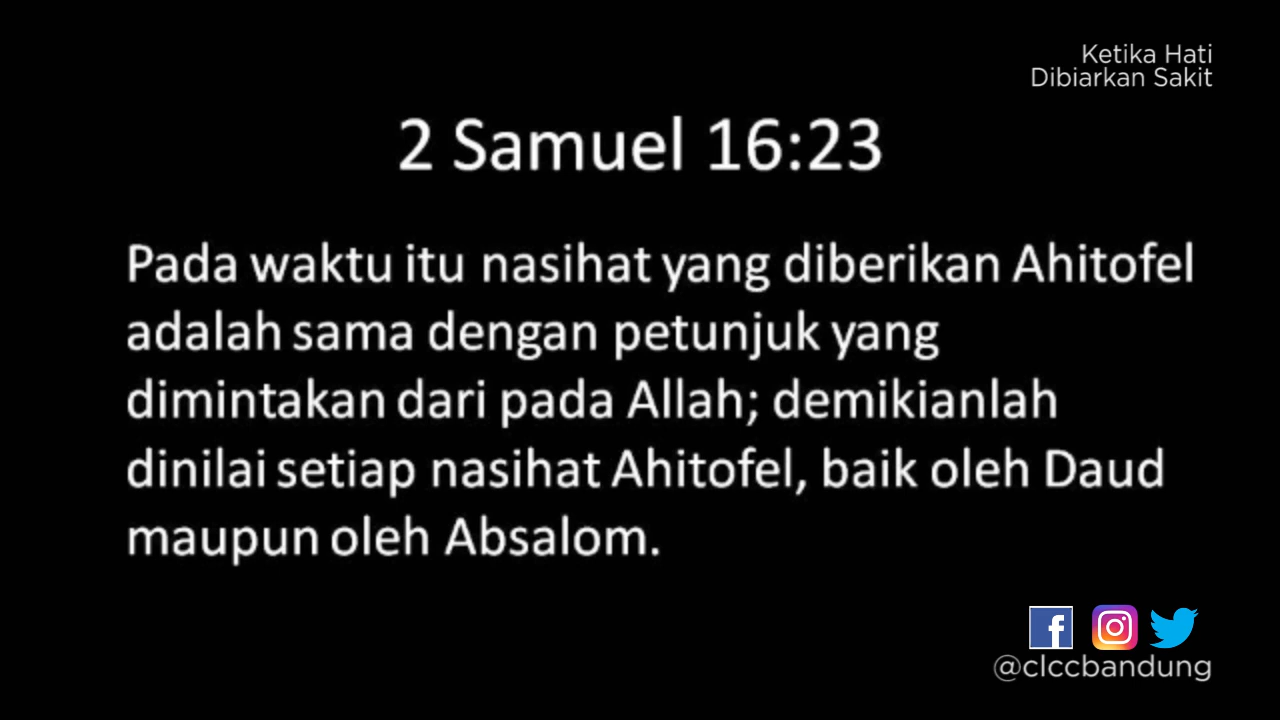 Ketika Hati
Dibiarkan Sakit
2 Samuel 16:23
Pada waktu itu nasihat yang diberikan Ahitofel
adalah sama dengan petunjuk yang
dimintakan dari pada Allah; demikianlah
dinilai setiap nasihat Ahitofel, baik oleh Daud
maupun oleh Absalom.
@clccbandung